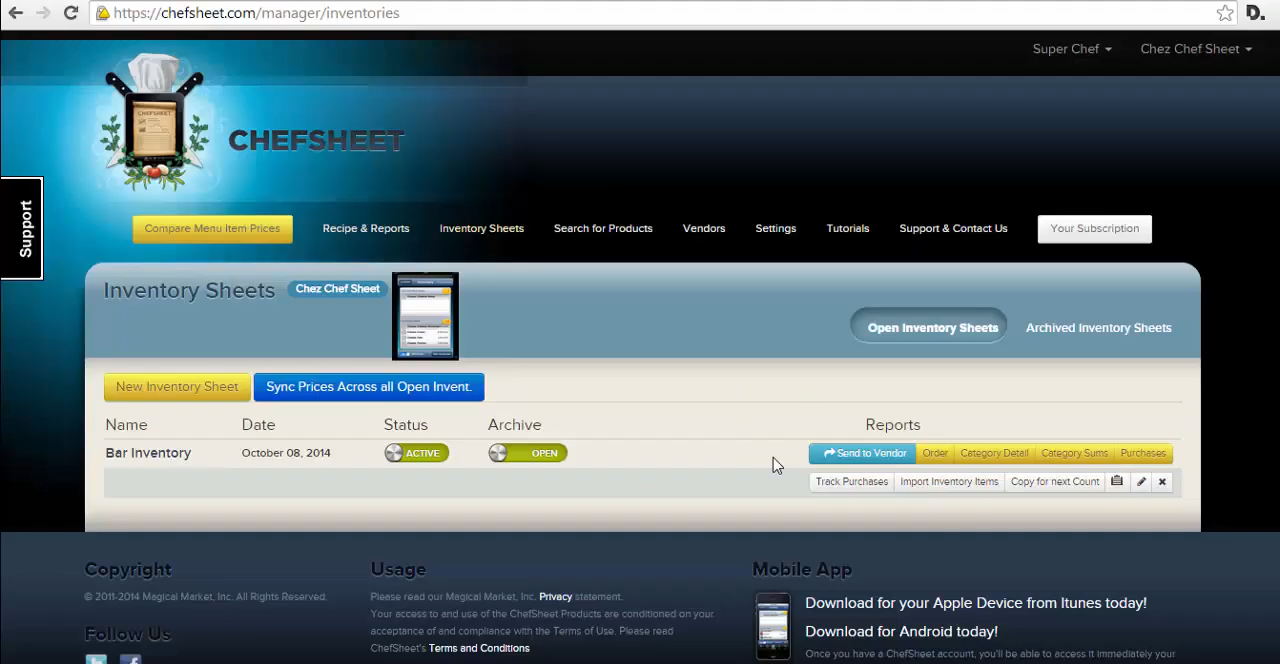 https://chefsheet.com/manager/inventories
D.
Super Chef
Chez Chef Sheet
CHEFSHEET
CHEFSHEET
Support
Compare Menu Item Prices
Recipe & Reports
Inventory Sheets
Search for Products
Vendors
Settings
Tutorials
Support & Contact Us
Your Subscription
Inventory Sheets
Chez Chef Sheet
Open Inventory Sheets
Archived Inventory Sheets
New Inventory Sheet
Sync Prices Across all Open Invent.
Name Date Status Archive Reports
Bar Inventory October 08, 2014 ACTIVE OPEN Send to Vendor Order Category Detail Category Sums Purchases
Track Purchases Import Inventory Items Copy for next Count
Copyright
© 2011-2014 Magical Market, Inc. All Rights Reserved.
Follow Us
Usage
Please read our Magical Market, Inc. Privacy statement.
Your access to and use of the ChefSheet Products are conditioned on your
acceptance of and compliance with the Terms of Use. Please read
ChefSheet's Terms and Conditions
Mobile App
Download for your Apple Device from Itunes today!
Download for Android today!
Once you have a ChefSheet account, you'll be able to access it immediately your